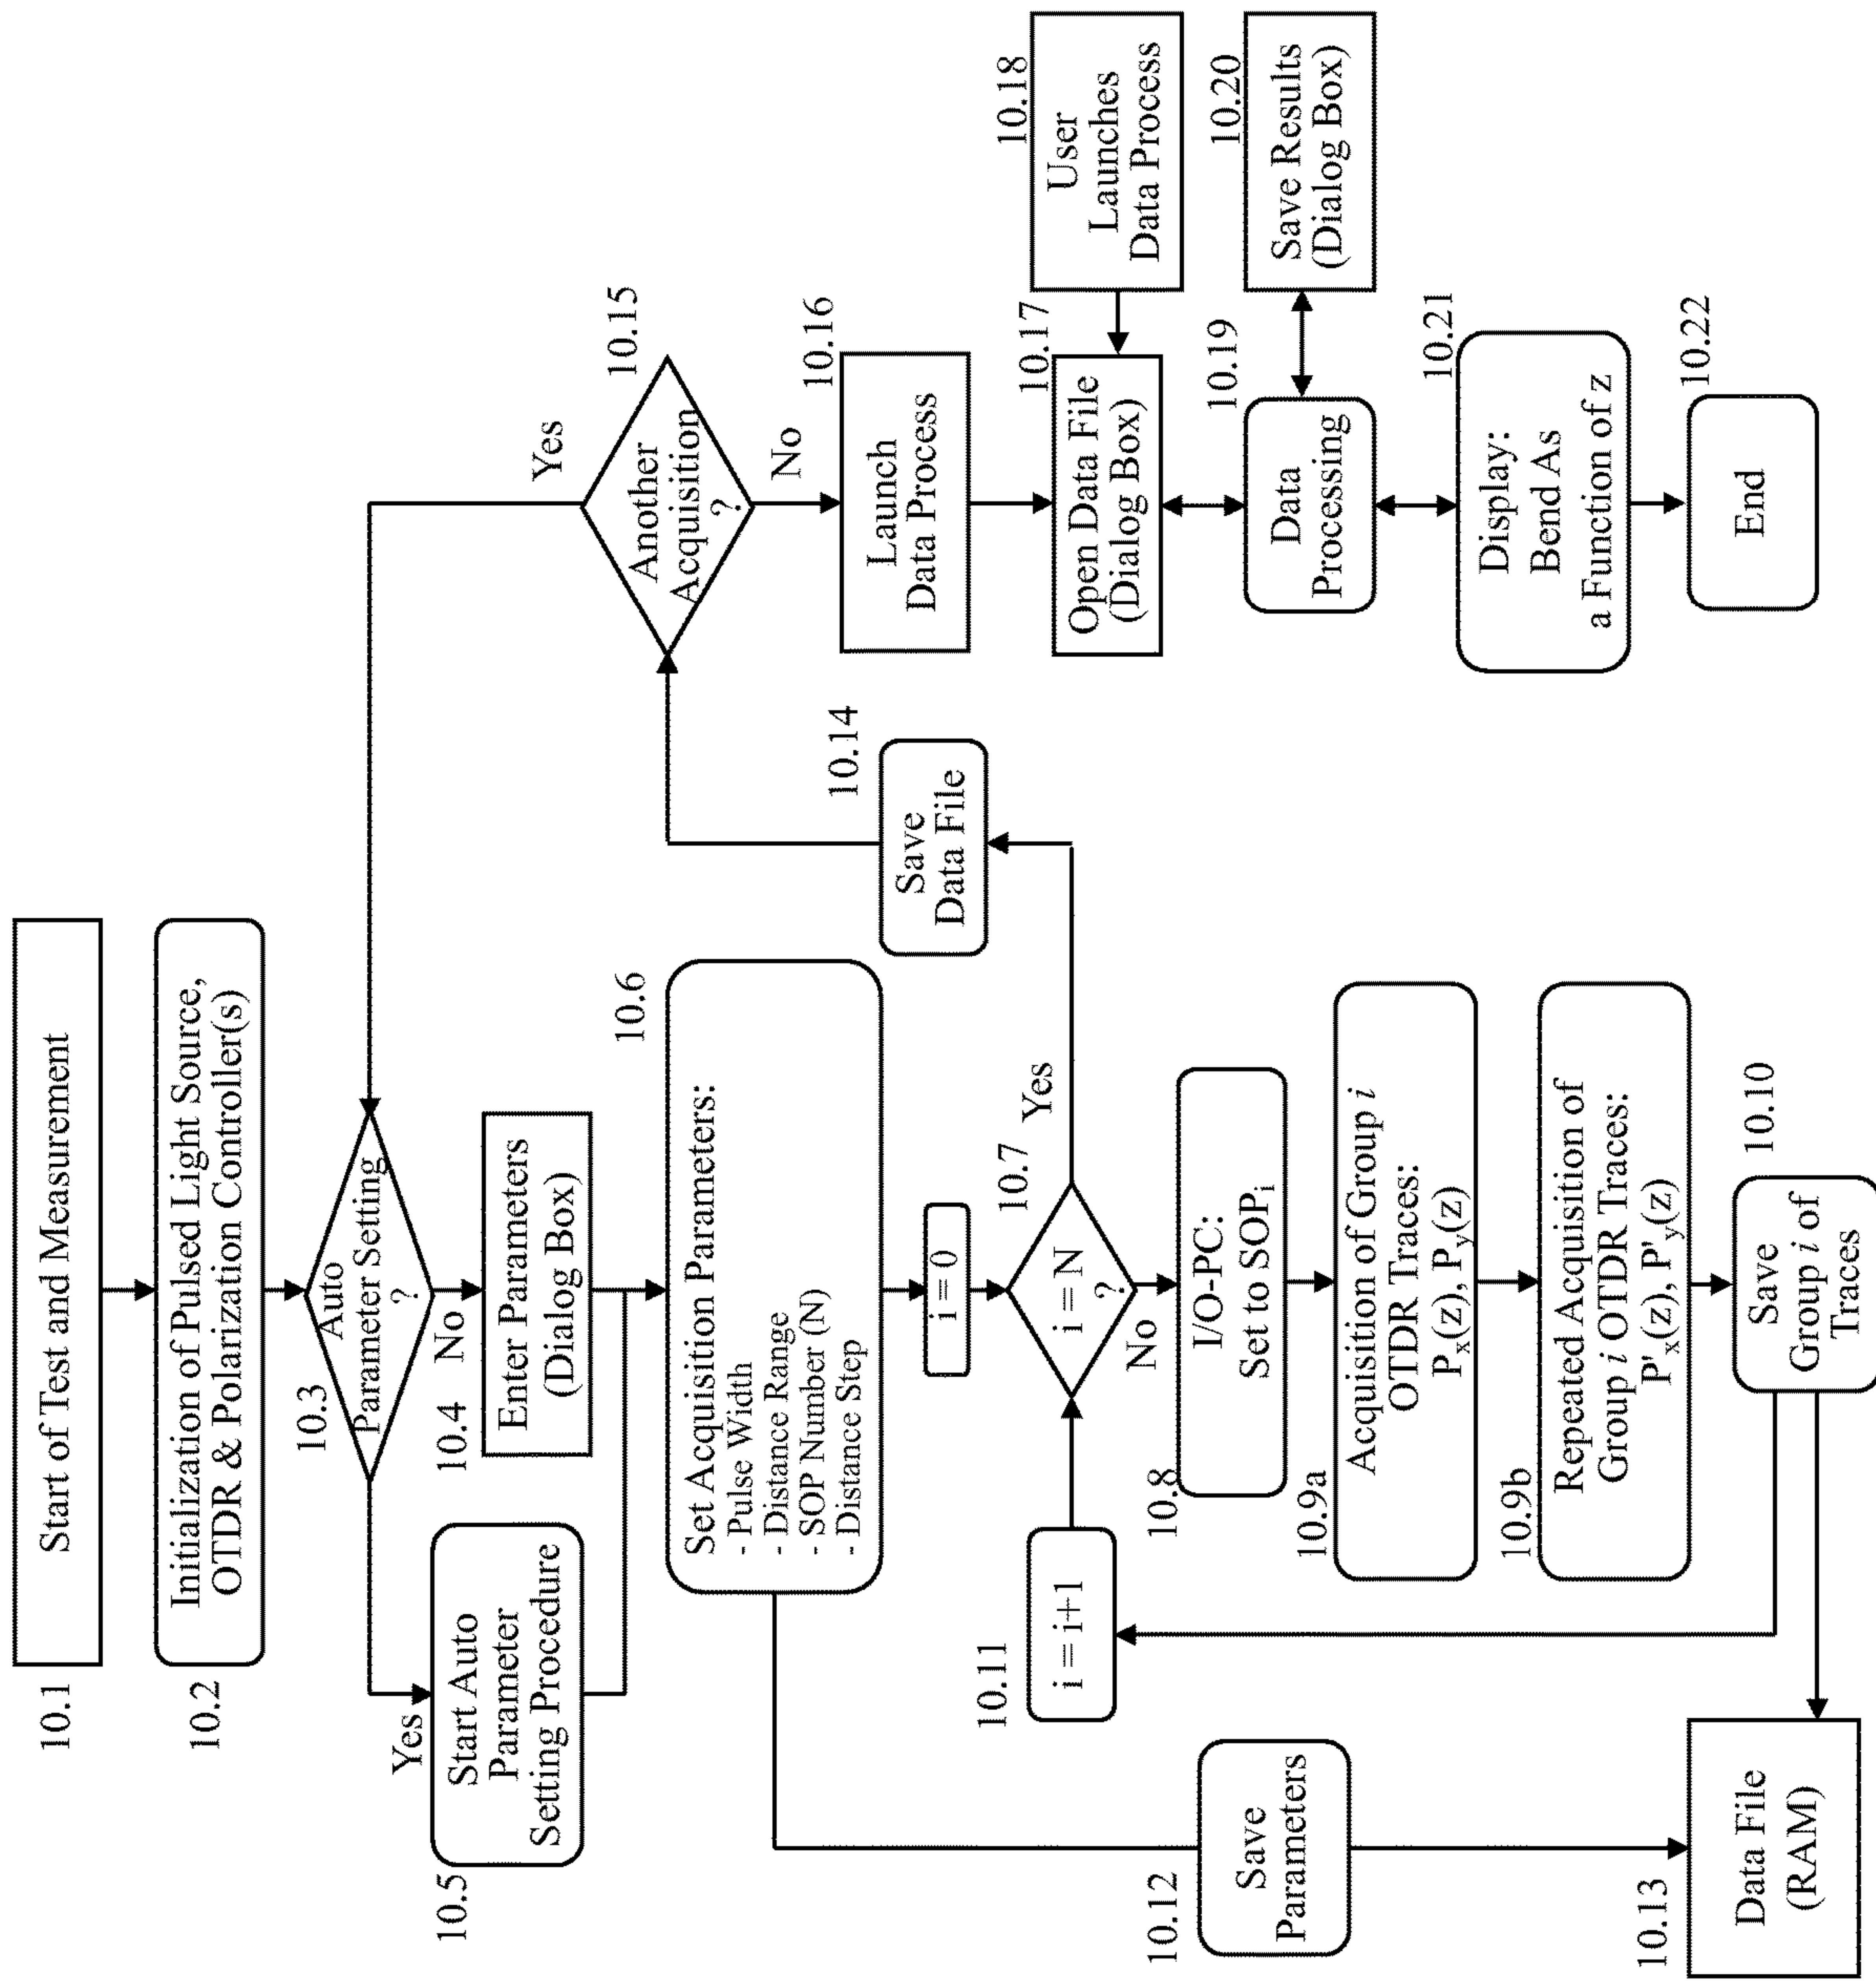 10.1
Start of Test and Measurement
10.2
Initialization of Pulsed Light Source,
OTDR & Polarization Controller(s)
10.3
Auto
Parameter Setting
?
Yes
No
10.4
Enter Parameters
(Dialog Box)
10.5
Start Auto
Parameter
Setting Procedure
10.6
Set Acquisition Parameters:
- Pulse Width
- Distance Range
- SOP Number (N)
- Distance Step
i = 0
10.7
i = N
?
Yes
No
10.8
I/O-PC:
Set to SOPᵢ
10.9a
Acquisition of Group i
OTDR Traces:
Pₓ(z), Pᵧ(z)
10.9b
Repeated Acquisition of
Group i OTDR Traces:
P'ₓ(z), P'ᵧ(z)
10.10
Save
Group i of
Traces
10.11
i = i+1
10.12
Save
Parameters
10.13
Data File
(RAM)
10.14
Save
Data File
10.15
Another
Acquisition
?
Yes
No
10.16
Launch
Data Process
10.17
Open Data File
(Dialog Box)
10.18
User
Launches
Data Process
10.19
Data
Processing
10.20
Save Results
(Dialog Box)
10.21
Display:
Bend As
a Function of z
10.22
End